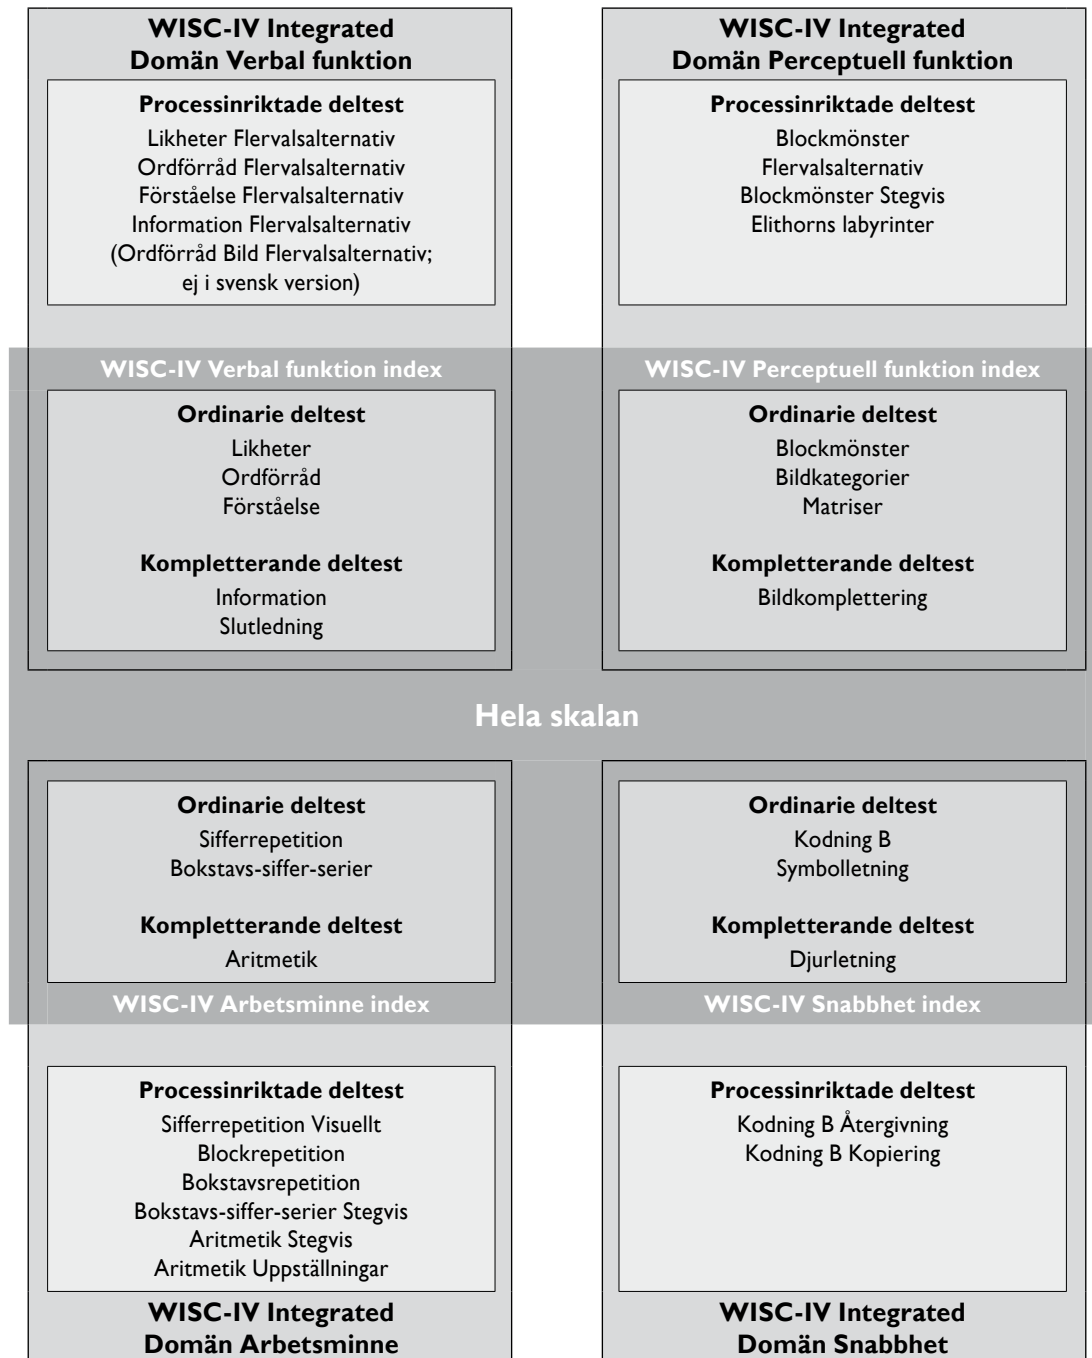 WISC-IV Integrated
Domän Verbal funktion
Processinriktade deltest
Likheter Flervalsalternativ
Ordförråd Flervalsalternativ
Förståelse Flervalsalternativ
Information Flervalsalternativ
(Ordförråd Bild Flervalsalternativ;
ej i svensk version)
WISC-IV Integrated
Domän Perceptuell funktion
Processinriktade deltest
Blockmönster
Flervalsalternativ
Blockmönster Stegvis
Elithorns labyrinter
WISC-IV Verbal funktion index
Ordinarie deltest
Likheter
Ordförråd
Förståelse
Kompletterande deltest
Information
Slutledning
WISC-IV Perceptuell funktion index
Ordinarie deltest
Blockmönster
Bildkategorier
Matriser
Kompletterande deltest
Bildkomplettering
Hela skalan
Ordinarie deltest
Sifferrepetition
Bokstavs-siffer-serier
Kompletterande deltest
Aritmetik
WISC-IV Arbetsminne index
Ordinarie deltest
Kodning B
Symbolletning
Kompletterande deltest
Djurletning
WISC-IV Snabbhet index
Processinriktade deltest
Sifferrepetition Visuellt
Blockrepetition
Bokstavsrepetition
Bokstavs-siffer-serier Stegvis
Aritmetik Stegvis
Aritmetik Uppställningar
WISC-IV Integrated
Domän Arbetsminne
Processinriktade deltest
Kodning B Återgivning
Kodning B Kopiering
WISC-IV Integrated
Domän Snabbhet